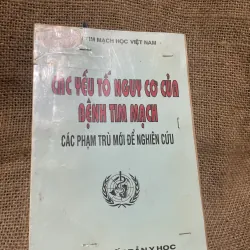 TIM MẠCH HỌC VIỆT NAM
CÁC YẾU TỐ NGUY CƠ CỦA
BỆNH TIM MẠCH
CÁC PHẠM TRÙ MỚI ĐỂ NGHIÊN CỨU
Y HỌC